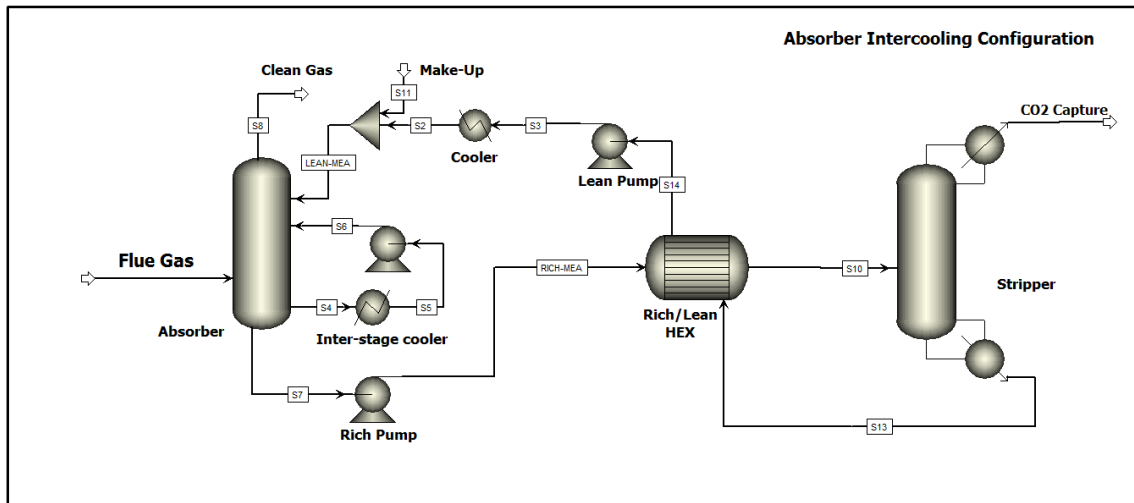 Absorber Intercooling Configuration
Clean Gas
Make-Up
CO2 Capture
S11
S8
S2
S3
Cooler
Lean Pump
LEAN-MEA
S14
S6
Flue Gas
RICH-MEA
S10
Stripper
S4
S5
Absorber
Inter-stage cooler
Rich/Lean
HEX
S7
Rich Pump
S13